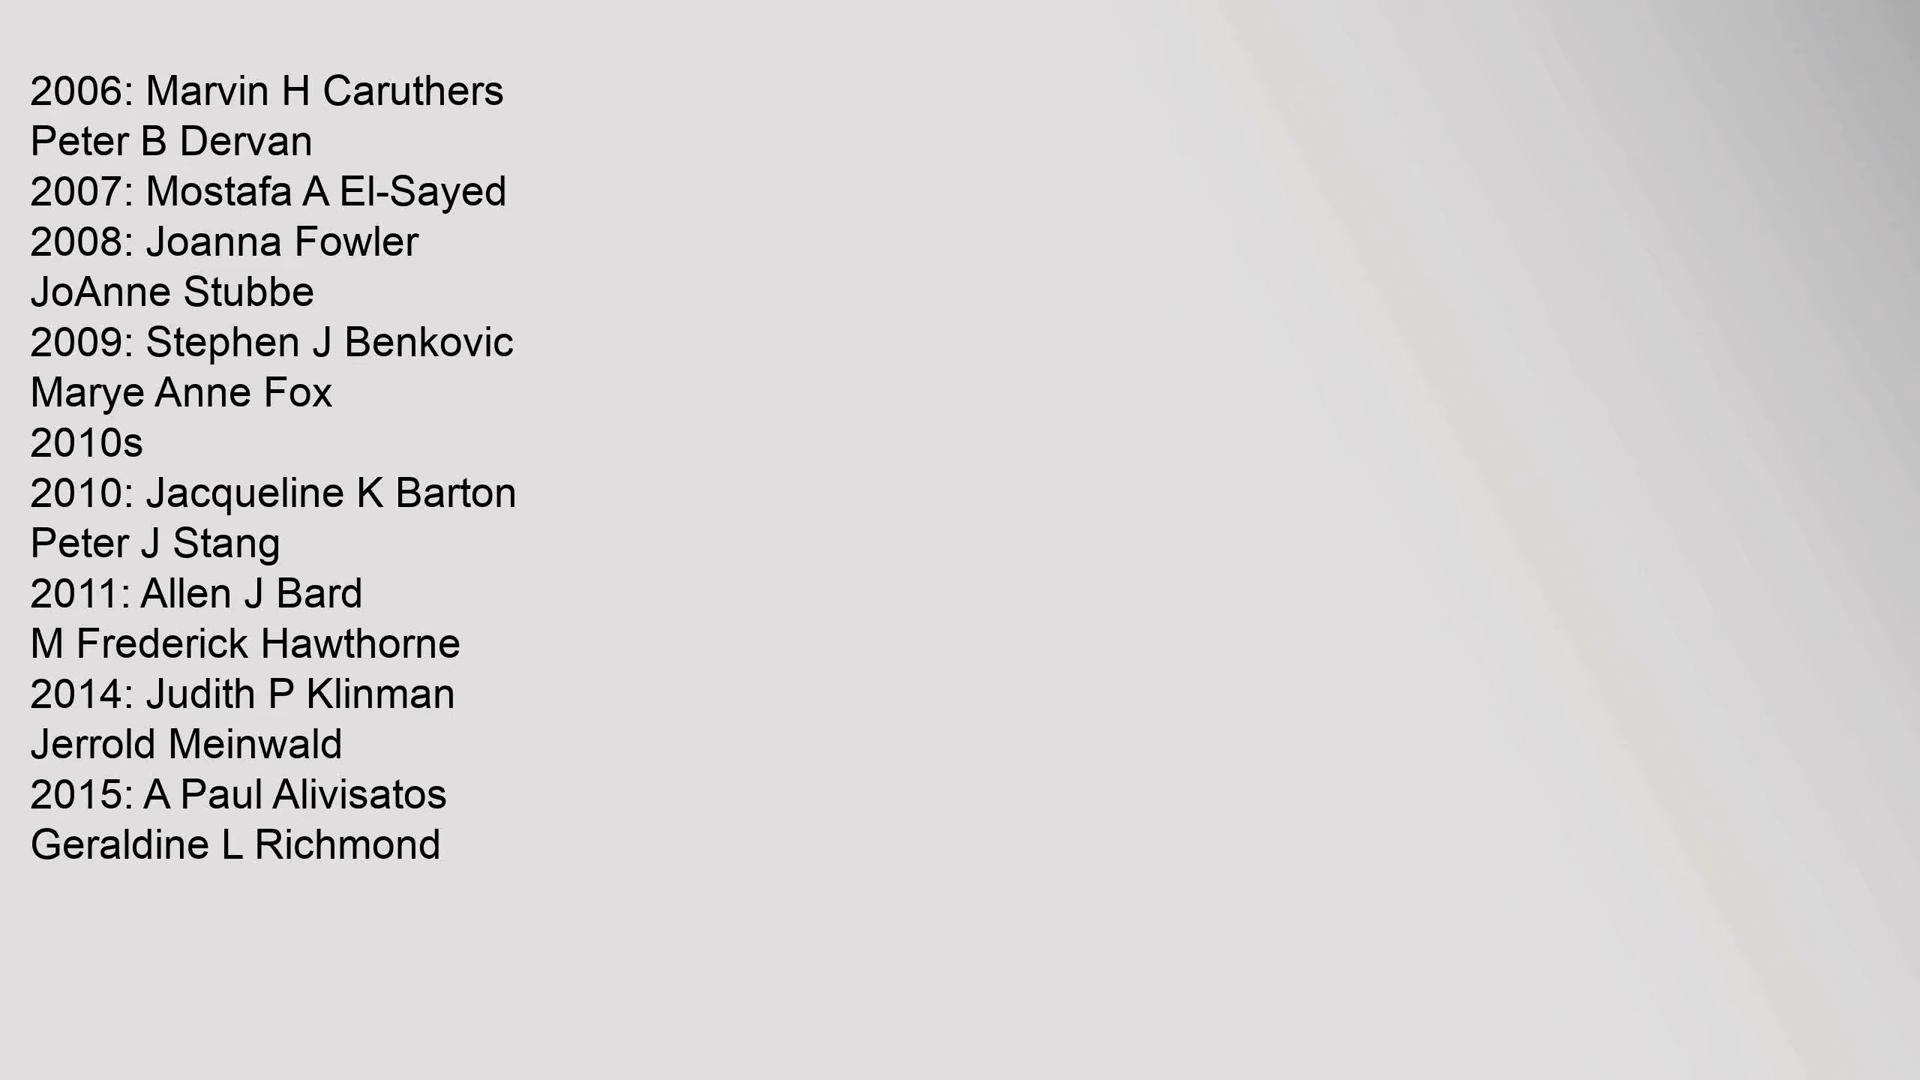 2006: Marvin H Caruthers
Peter B Dervan
2007: Mostafa A El-Sayed
2008: Joanna Fowler
JoAnne Stubbe
2009: Stephen J Benkovic
Marye Anne Fox
2010s
2010: Jacqueline K Barton
Peter J Stang
2011: Allen J Bard
M Frederick Hawthorne
2014: Judith P Klinman
Jerrold Meinwald
2015: A Paul Alivisatos
Geraldine L Richmond